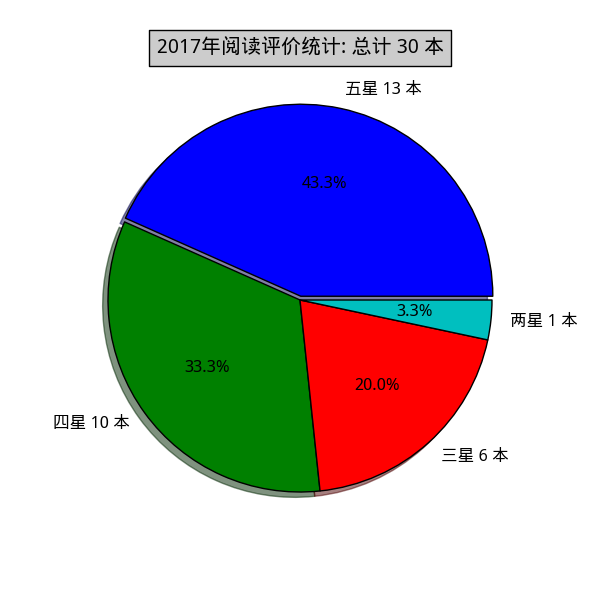 2017年阅读评价统计: 总计 30 本
五星 13 本
43.3%
3.3%
两星 1 本
33.3%
20.0%
四星 10 本
三星 6 本